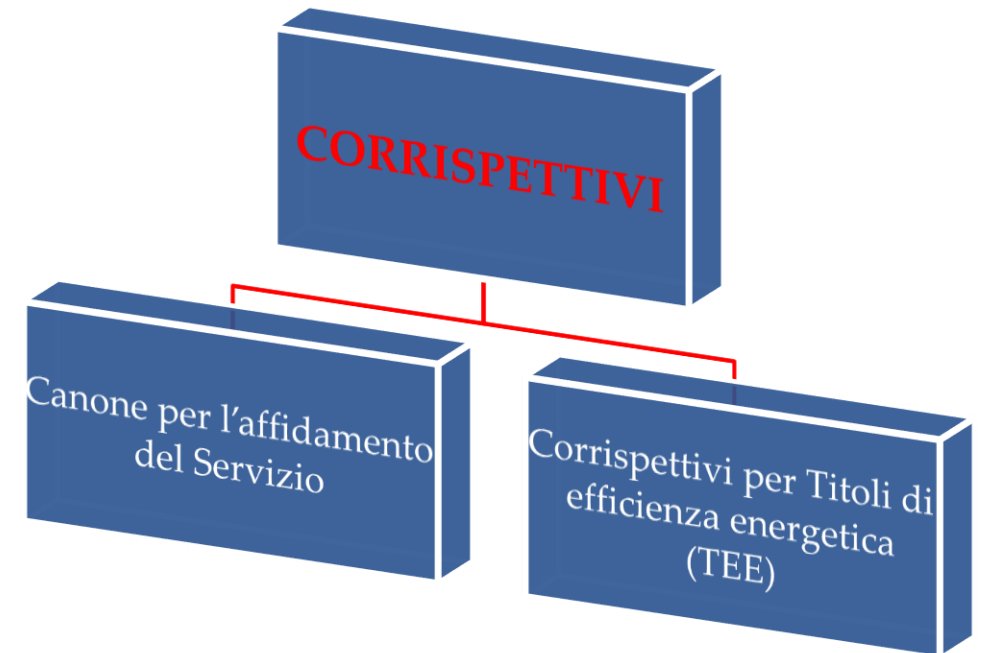 CORRISPETTIVI
Canone per l’affidamento
del Servizio
Corrispettivi per Titoli di
efficienza energetica
(TEE)